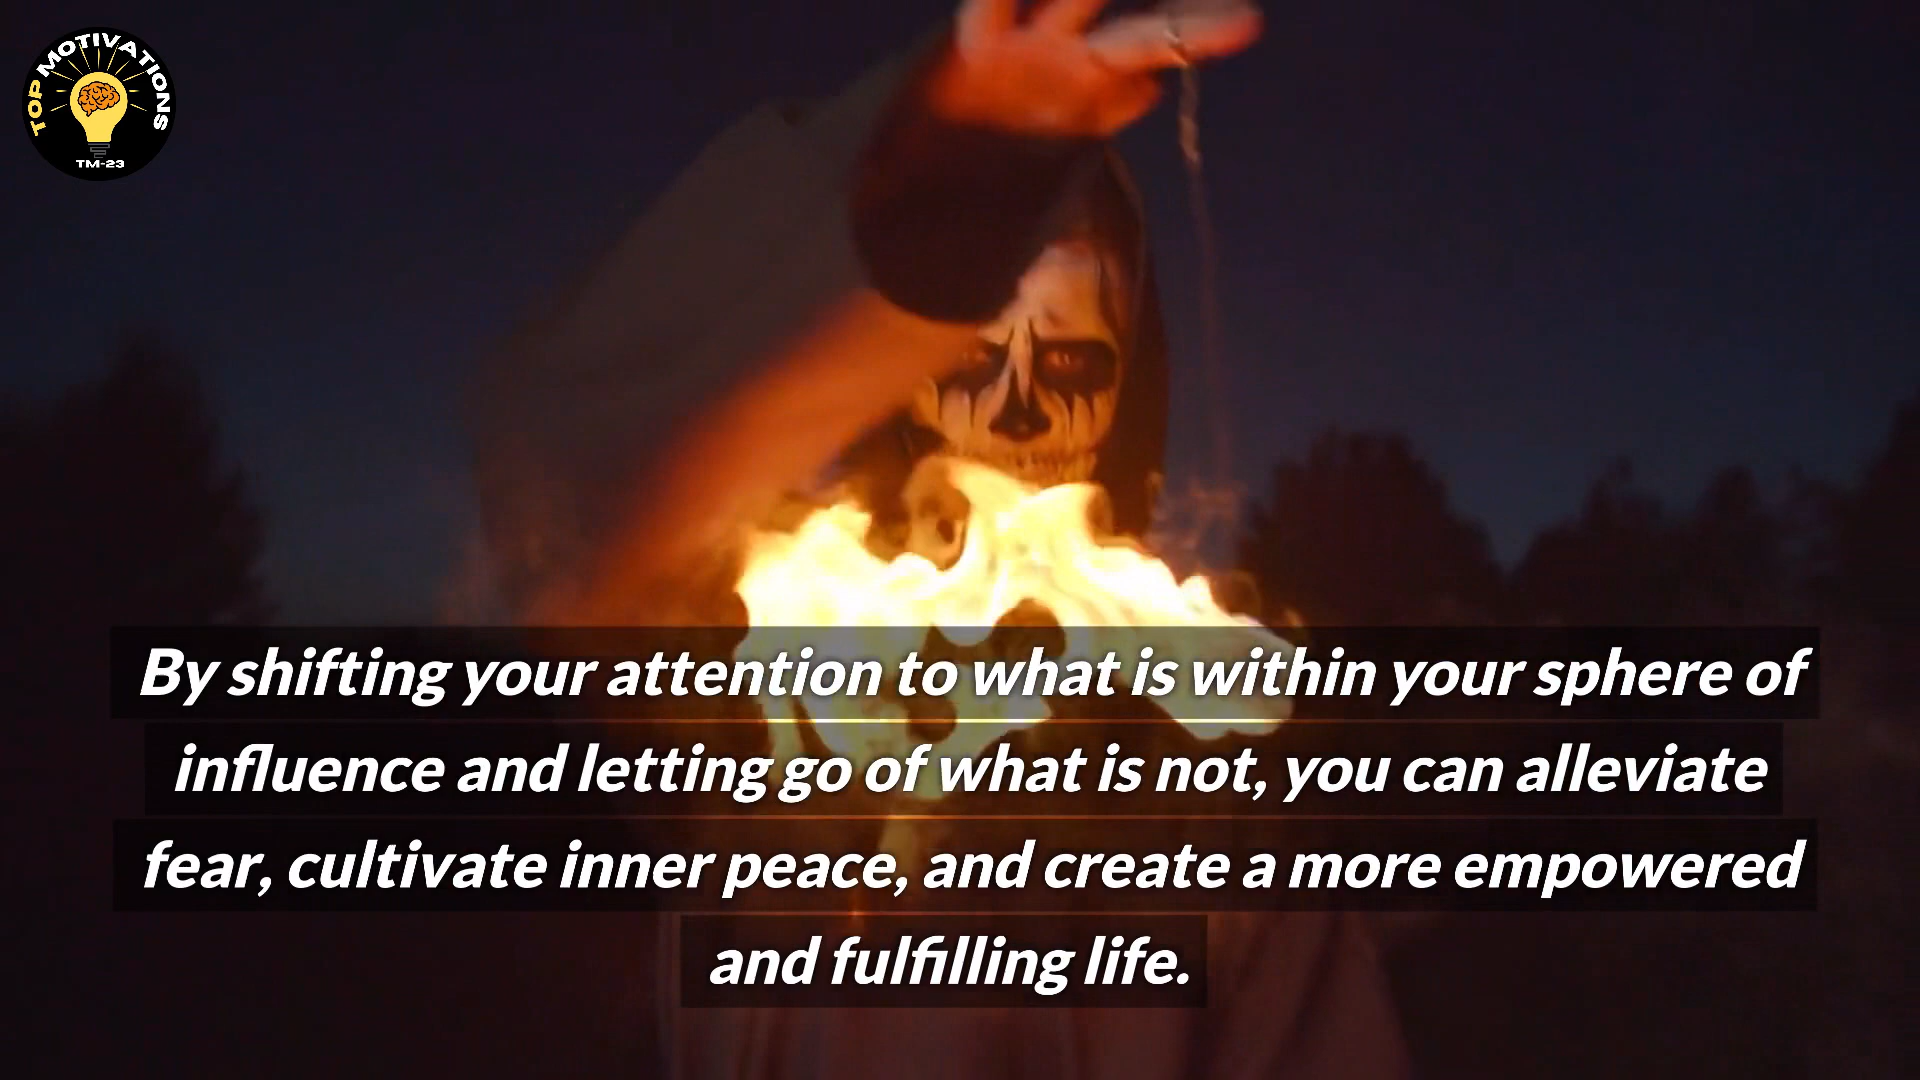 TOP MOTIVATIONS
TM-23
By shifting your attention to what is within your sphere of
influence and letting go of what is not, you can alleviate
fear, cultivate inner peace, and create a more empowered
and fulfilling life.